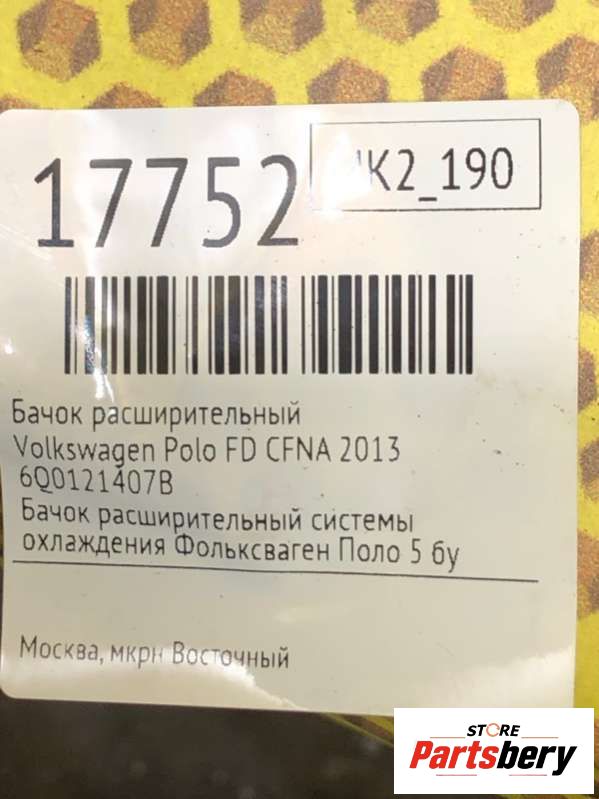 17752
K2_190
Бачок расширительный
Volkswagen Polo FD CFNA 2013
6Q0121407B
Бачок расширительный системы
охлаждения Фольксваген Поло 5 бу
Москва, мкрн Восточный
STORE
Partsbery